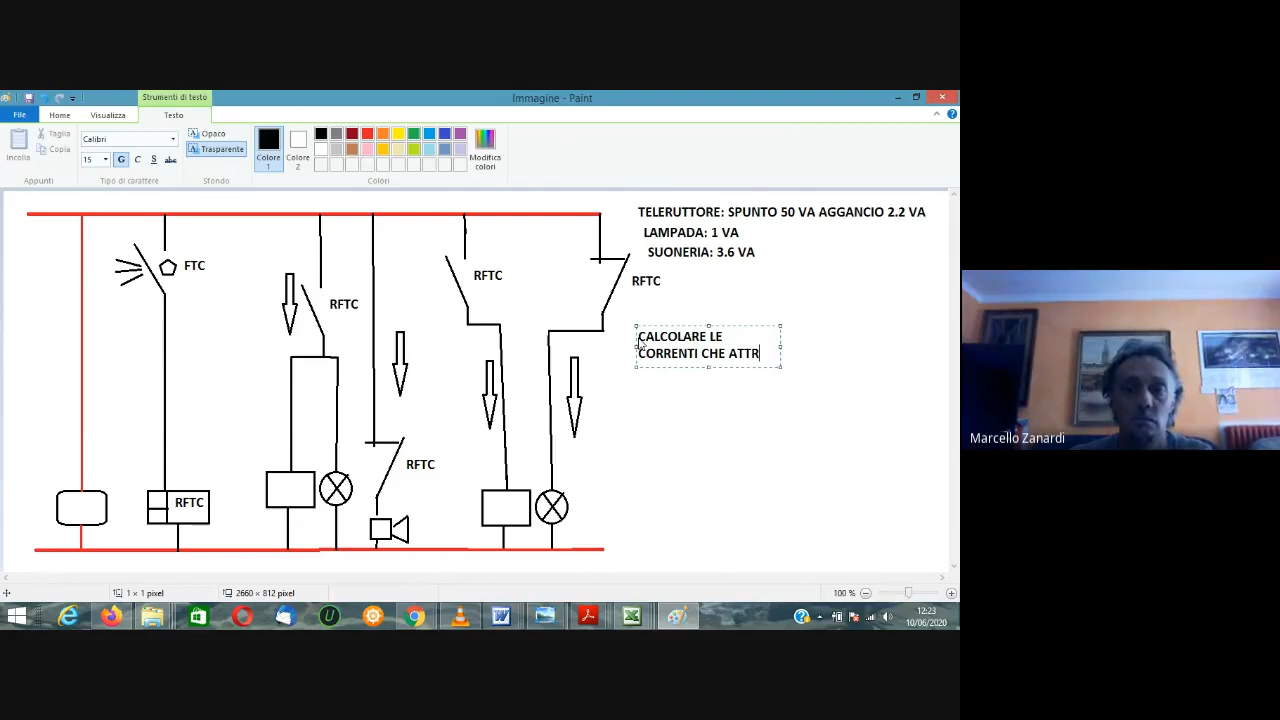 Strumenti di testo
Immagine - Paint
File
Home
Visualizza
Testo
Incolla
Taglia
Copia
Appunti
Calibri
15
G C S abc
Tipo di carattere
Opaco
Trasparente
Sfondo
Colore 1
Colore 2
Modifica colori
Colori
TELERUTTORE: SPUNTO 50 VA AGGANCIO 2.2 VA
LAMPADA: 1 VA
SUONERIA: 3.6 VA
FTC
RFTC
RFTC
RFTC
RFTC
CALCOLARE LE
CORRENTI CHE ATTR
RFTC
RFTC
Marcello Zanardi
1 × 1 pixel
2660 × 812 pixel
100 %
12:23
10/06/2020